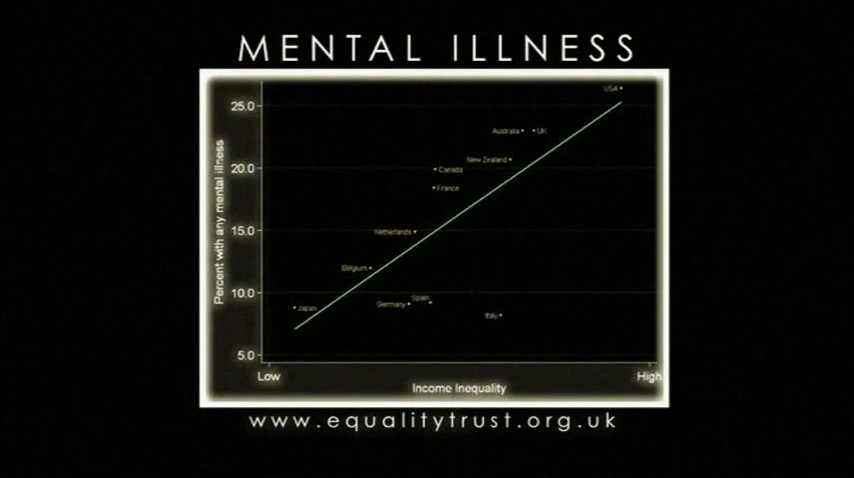 MENTAL ILLNESS
USA
25.0
Australia
UK
New Zealand
20.0
Canada
France
Percent with any mental illness
15.0
Netherlands
Belgium
10.0
Spain
Germany
Japan
Italy
5.0
Low
High
Income Inequality
www.equalitytrust.org.uk